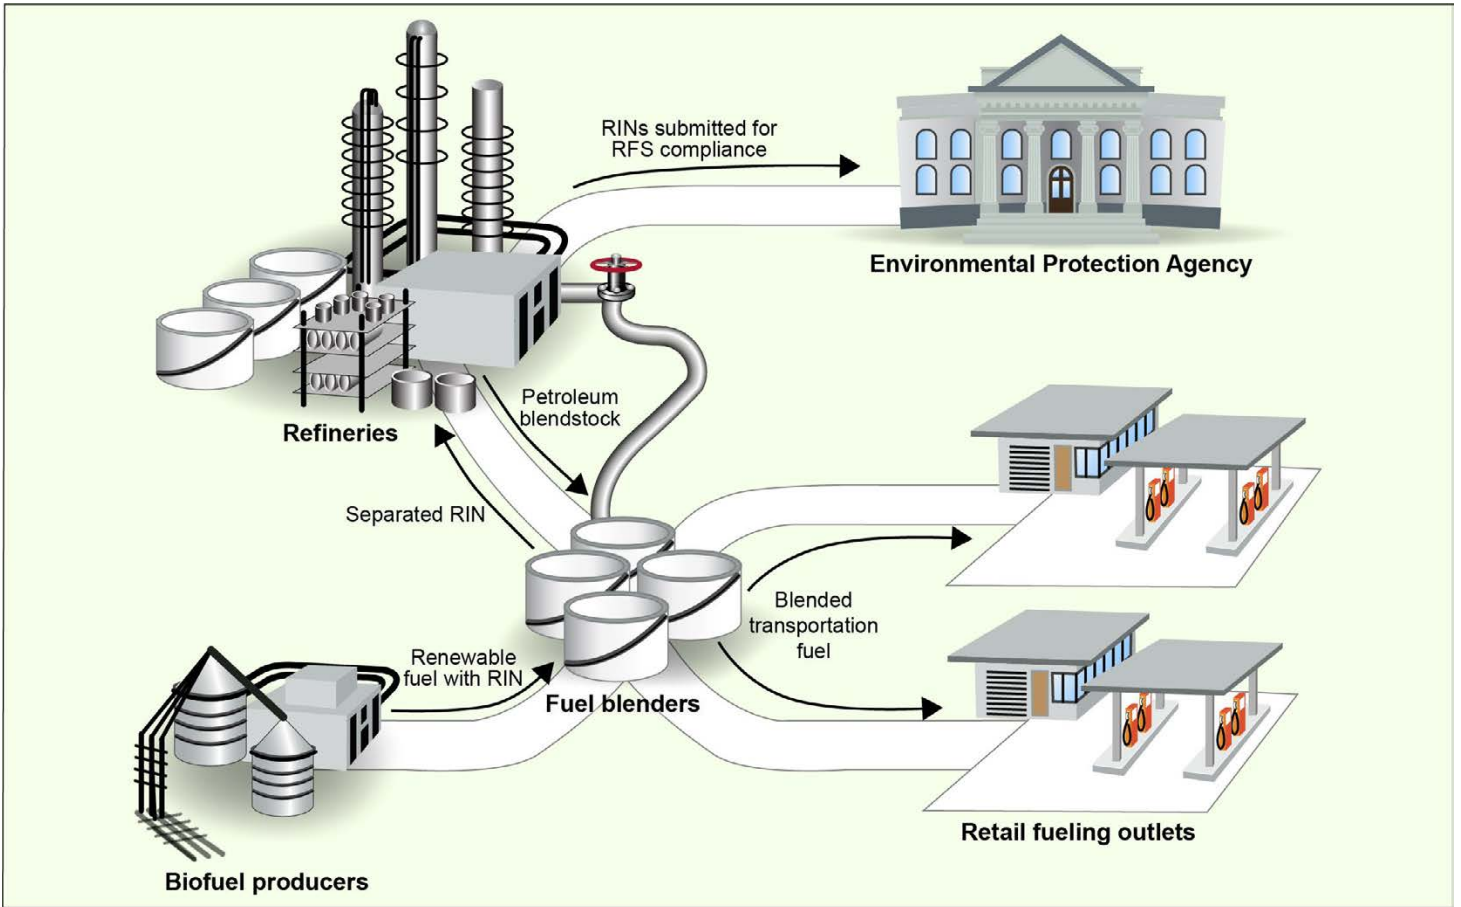 RINs submitted for
RFS compliance
Environmental Protection Agency
Petroleum
blendstock
Refineries
Separated RIN
Blended
transportation
fuel
Renewable
fuel with RIN
Fuel blenders
Retail fueling outlets
Biofuel producers